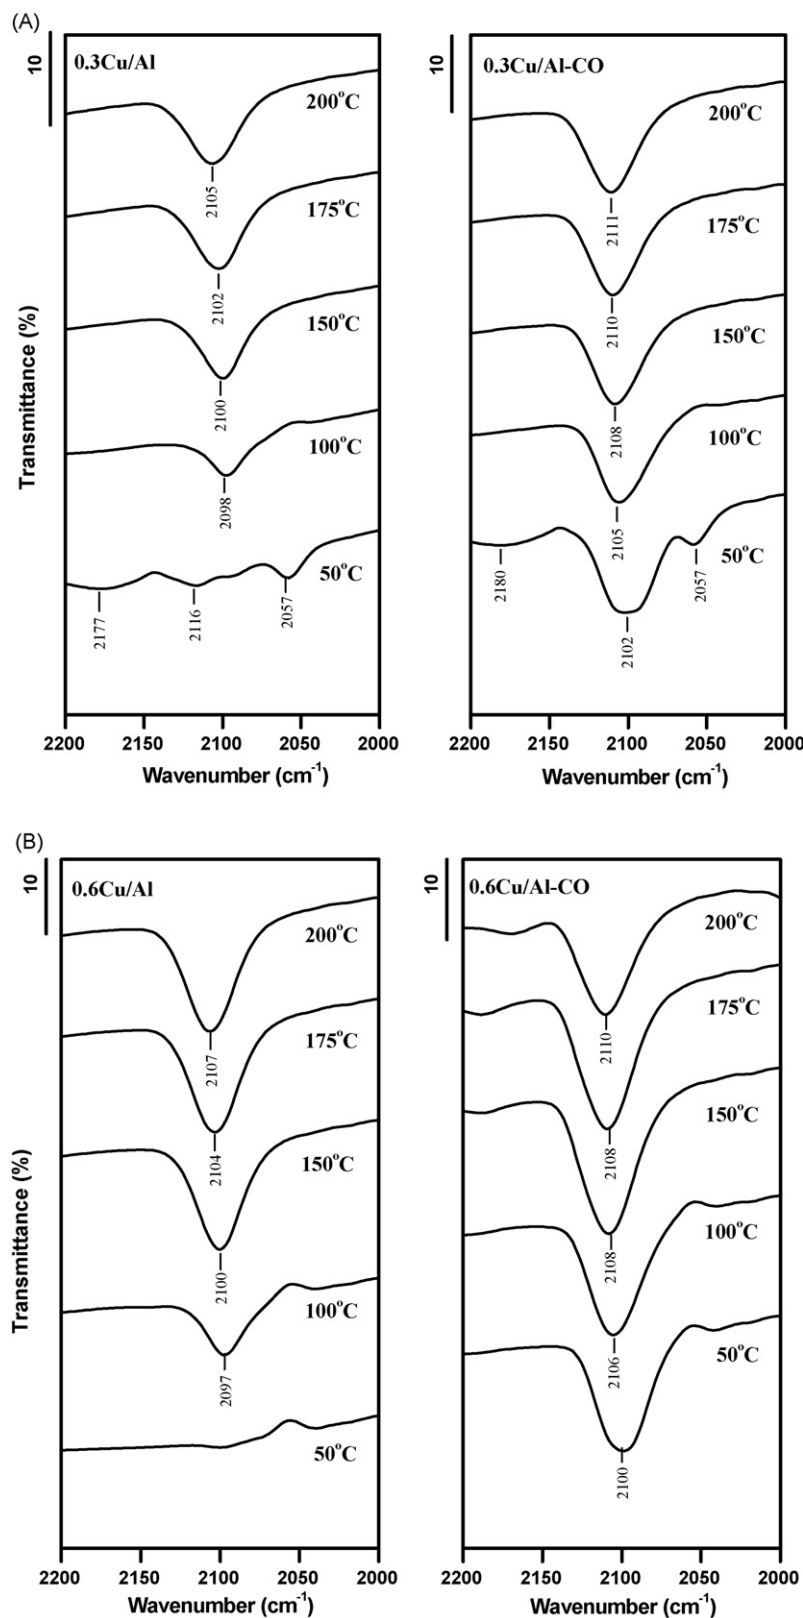 (A)
10
0.3Cu/Al
200°C
2105
175°C
2102
150°C
2100
100°C
2098
50°C
2177
2116
2057
2200 2150 2100 2050 2000
Wavenumber (cm⁻¹)
Transmittance (%)
10
0.3Cu/Al-CO
200°C
2111
175°C
2110
150°C
2108
100°C
2105
50°C
2180
2102
2057
2200 2150 2100 2050 2000
Wavenumber (cm⁻¹)
(B)
10
0.6Cu/Al
200°C
2107
175°C
2104
150°C
2100
100°C
2097
50°C
2200 2150 2100 2050 2000
Wavenumber (cm⁻¹)
Transmittance (%)
10
0.6Cu/Al-CO
200°C
2110
175°C
2108
150°C
2108
100°C
2106
50°C
2100
2200 2150 2100 2050 2000
Wavenumber (cm⁻¹)